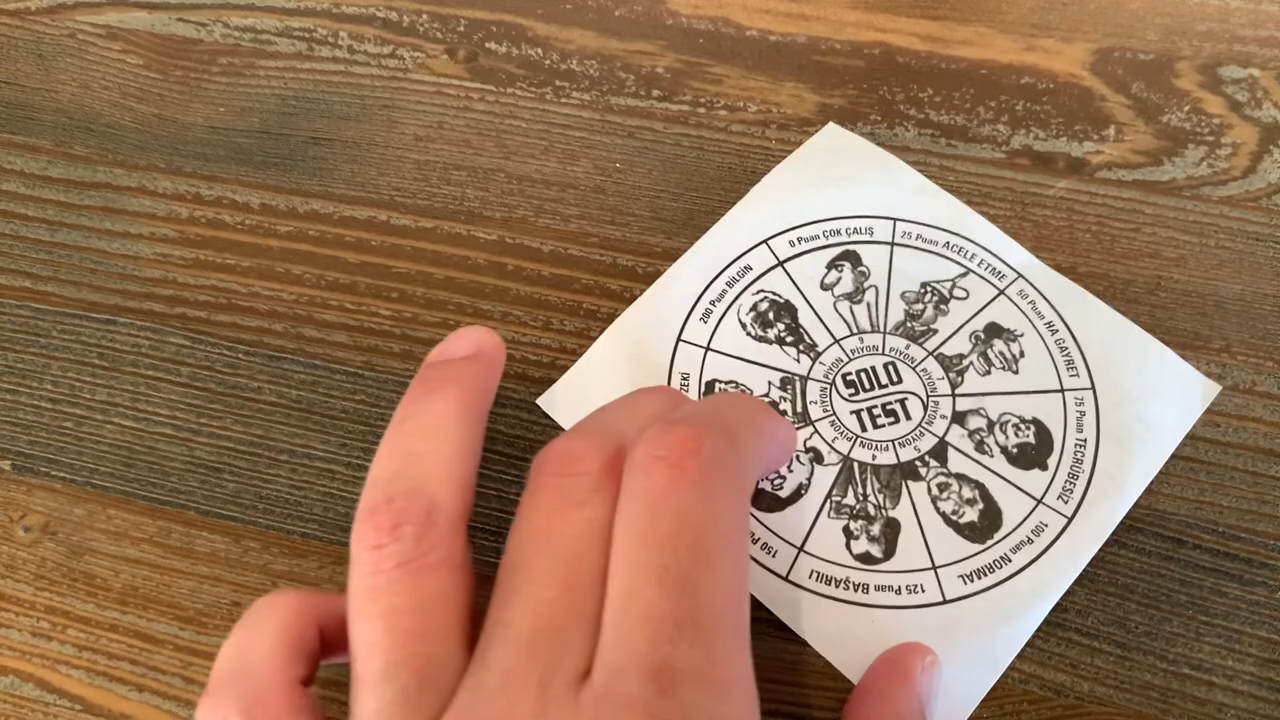 SOLO
TEST
0 Puan ÇOK ÇALIŞ
25 Puan ACELE ETME
50 Puan HA GAYRET
75 Puan TECRÜBESİZ
100 Puan NORMAL
125 Puan BAŞARILI
150
ZEKİ
200 Puan BİLGİN
9 PİYON
8 PİYON
7 PİYON
6 PİYON
5 PİYON
4 PİYON
3 PİYON
2 PİYON
1 PİYON